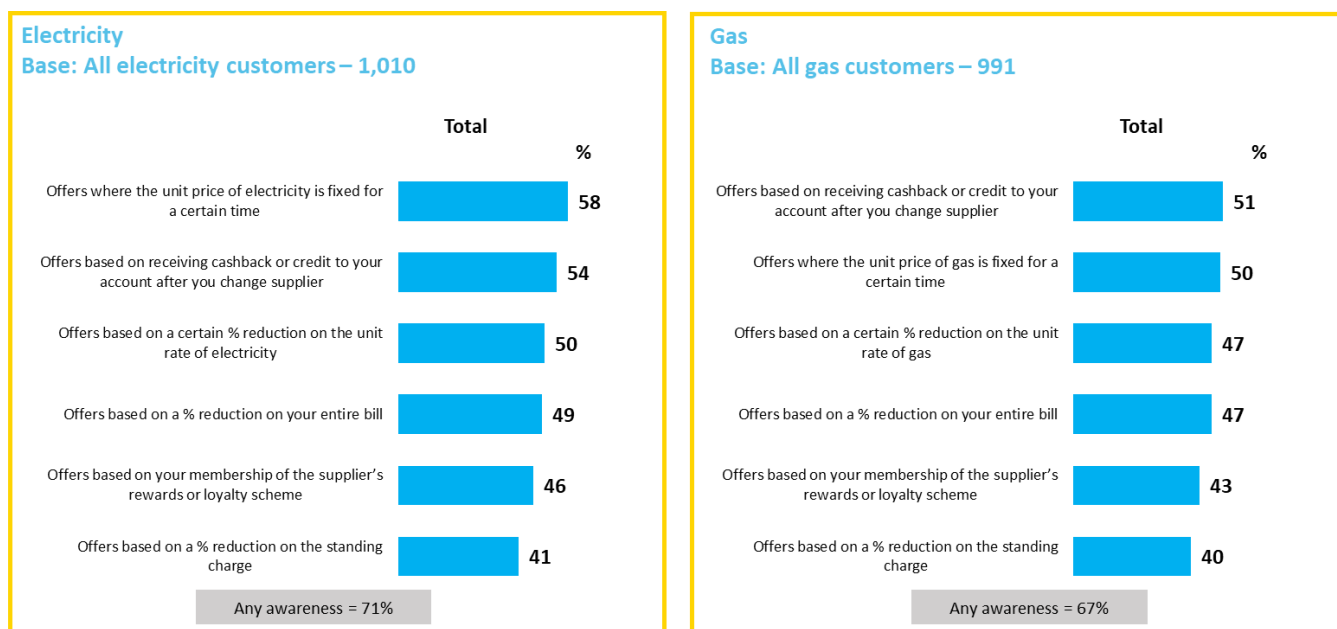 Electricity
Base: All electricity customers – 1,010
Total
%
Offers where the unit price of electricity is fixed for
a certain time
58
Offers based on receiving cashback or credit to your
account after you change supplier
54
Offers based on a certain % reduction on the unit
rate of electricity
50
Offers based on a % reduction on your entire bill
49
Offers based on your membership of the supplier’s
rewards or loyalty scheme
46
Offers based on a % reduction on the standing
charge
41
Any awareness = 71%
Gas
Base: All gas customers – 991
Total
%
Offers based on receiving cashback or credit to your
account after you change supplier
51
Offers where the unit price of gas is fixed for a
certain time
50
Offers based on a certain % reduction on the unit
rate of gas
47
Offers based on a % reduction on your entire bill
47
Offers based on your membership of the supplier’s
rewards or loyalty scheme
43
Offers based on a % reduction on the standing
charge
40
Any awareness = 67%